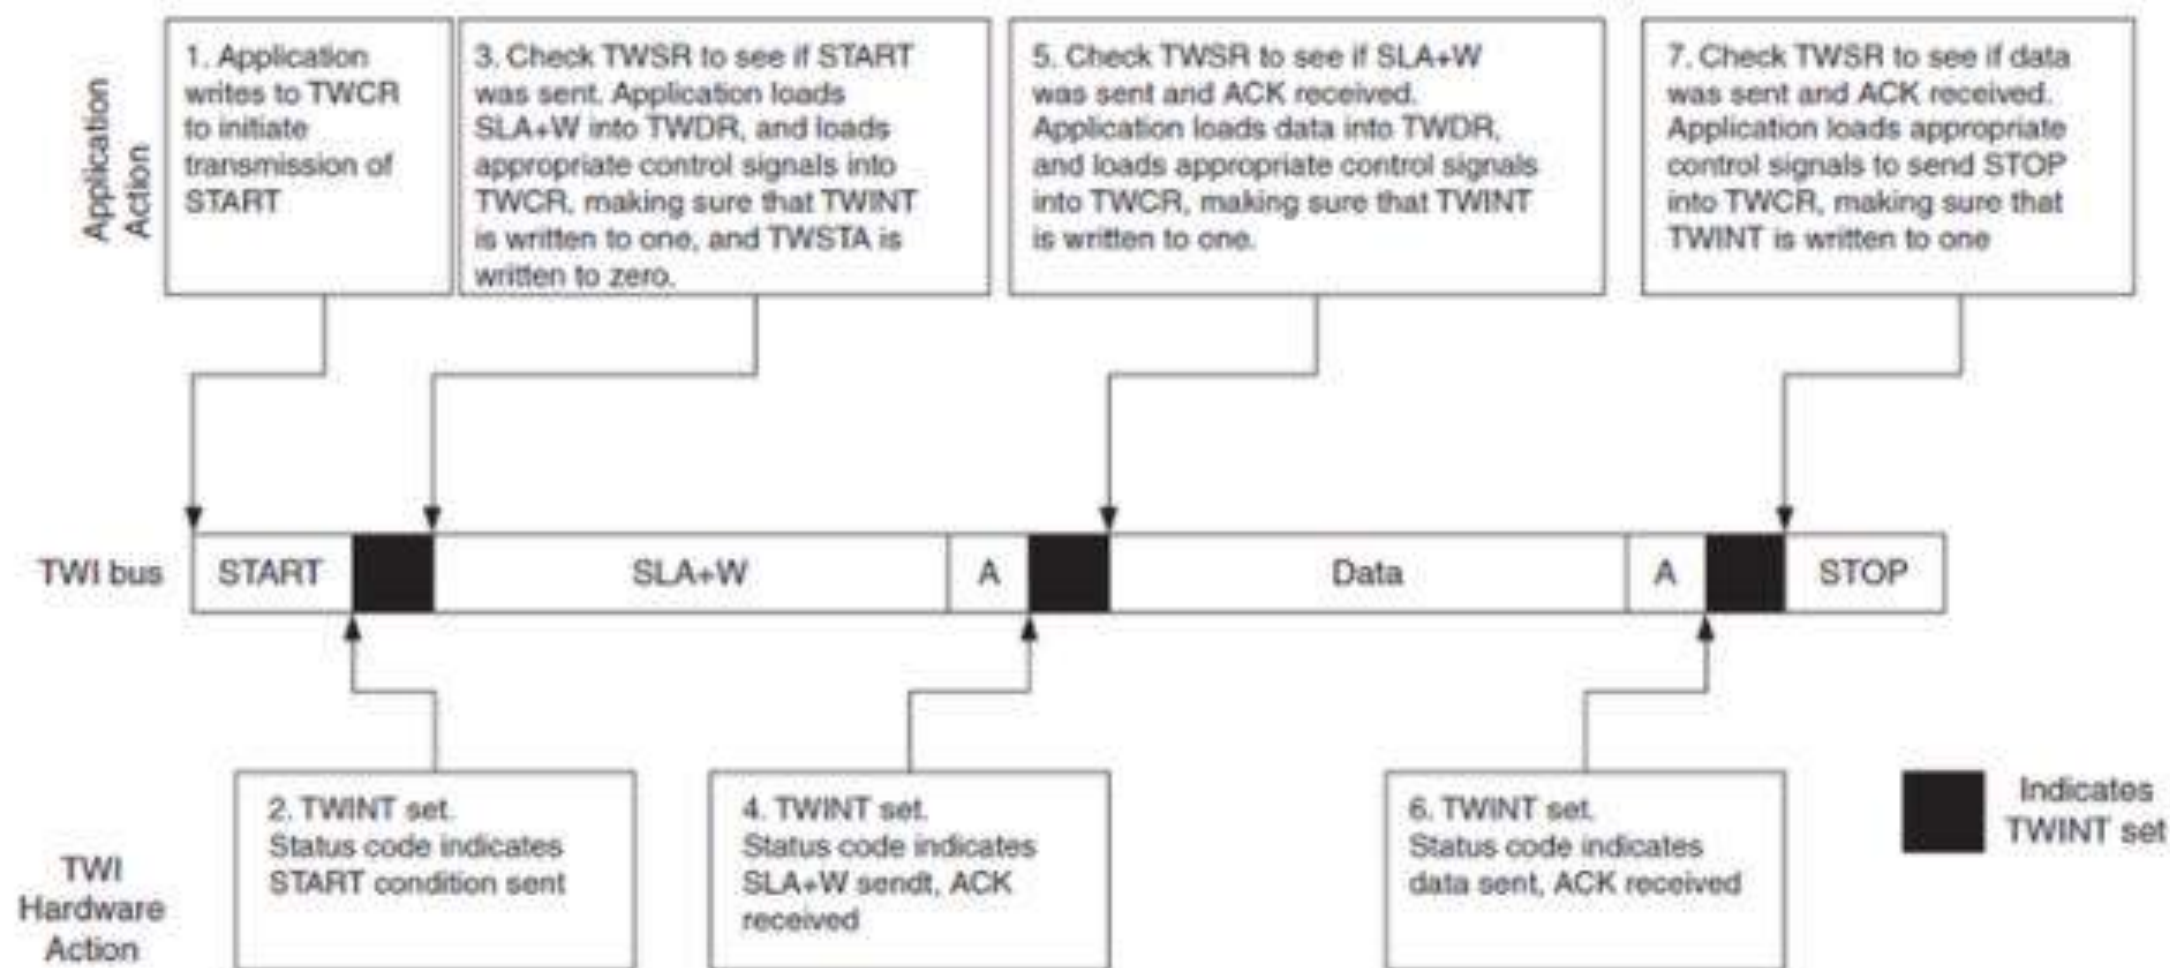 Application
Action
1. Application
writes to TWCR
to initiate
transmission of
START
3. Check TWSR to see if START
was sent. Application loads
SLA+W into TWDR, and loads
appropriate control signals into
TWCR, making sure that TWINT
is written to one, and TWSTA is
written to zero.
5. Check TWSR to see if SLA+W
was sent and ACK received.
Application loads data into TWDR,
and loads appropriate control signals
into TWCR, making sure that TWINT
is written to one.
7. Check TWSR to see if data
was sent and ACK received.
Application loads appropriate
control signals to send STOP
into TWCR, making sure that
TWINT is written to one
TWI bus
START
SLA+W
A
Data
A
STOP
TWI
Hardware
Action
2. TWINT set.
Status code indicates
START condition sent
4. TWINT set.
Status code indicates
SLA+W sendt, ACK
received
6. TWINT set.
Status code indicates
data sent, ACK received
Indicates
TWINT set